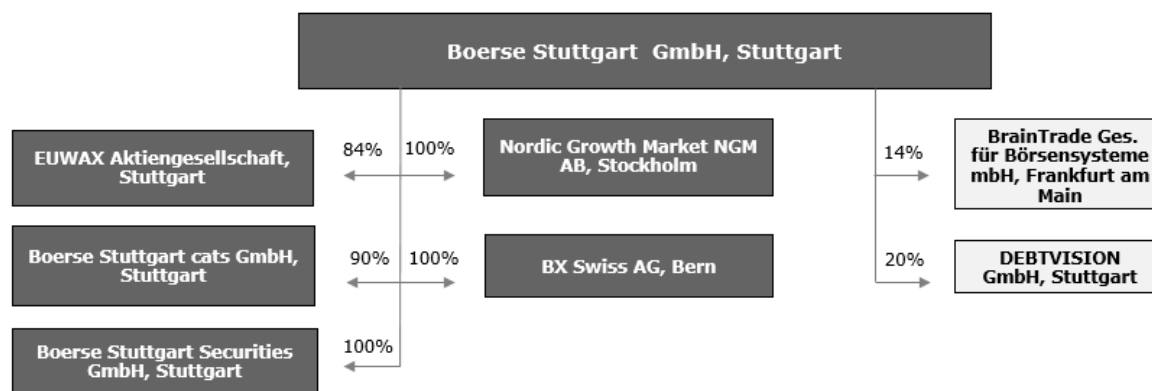 Boerse Stuttgart GmbH, Stuttgart
EUWAX Aktiengesellschaft,
Stuttgart
84%
100%
Nordic Growth Market NGM
AB, Stockholm
14%
BrainTrade Ges.
für Börsensysteme
mbH, Frankfurt am
Main
Boerse Stuttgart cats GmbH,
Stuttgart
90%
100%
BX Swiss AG, Bern
20%
DEBTVISION
GmbH, Stuttgart
Boerse Stuttgart Securities
GmbH, Stuttgart
100%